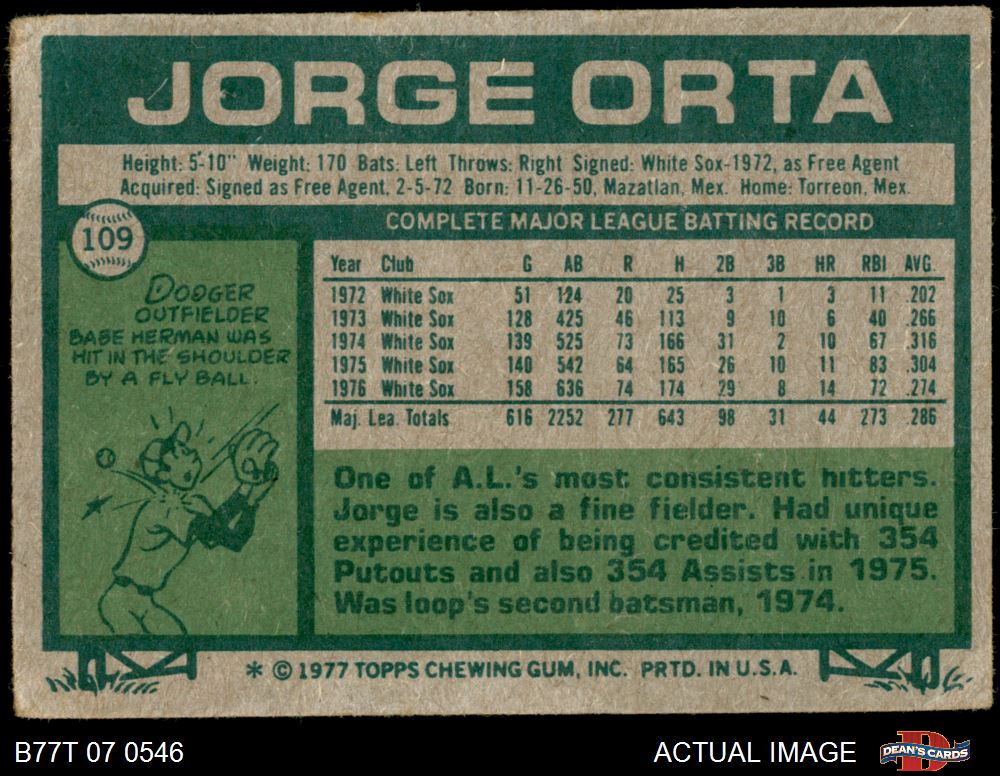 JORGE ORTA
Height: 5'-10" Weight: 170 Bats: Left Throws: Right Signed: White Sox-1972, as Free Agent
Acquired: Signed as Free Agent, 2-5-72 Born: 11-26-50, Mazatlan, Mex. Home: Torreon, Mex.
109
COMPLETE MAJOR LEAGUE BATTING RECORD
DODGER
OUTFIELDER
BABE HERMAN WAS
HIT IN THE SHOULDER
BY A FLY BALL.
Year Club G AB R H 2B 3B HR RBI AVG.
1972 White Sox 51 124 20 25 3 1 3 11 .202
1973 White Sox 128 425 46 113 9 10 6 40 .266
1974 White Sox 139 525 73 166 31 2 10 67 .316
1975 White Sox 140 542 64 165 26 10 11 83 .304
1976 White Sox 158 636 74 174 29 8 14 72 .274
Maj. Lea. Totals 616 2252 277 643 98 31 44 273 .286
One of A.L.'s most consistent hitters.
Jorge is also a fine fielder. Had unique
experience of being credited with 354
Putouts and also 354 Assists in 1975.
Was loop's second batsman, 1974.
* © 1977 TOPPS CHEWING GUM, INC. PRTD. IN U.S.A.
B77T 07 0546
ACTUAL IMAGE
DEAN'S CARDS